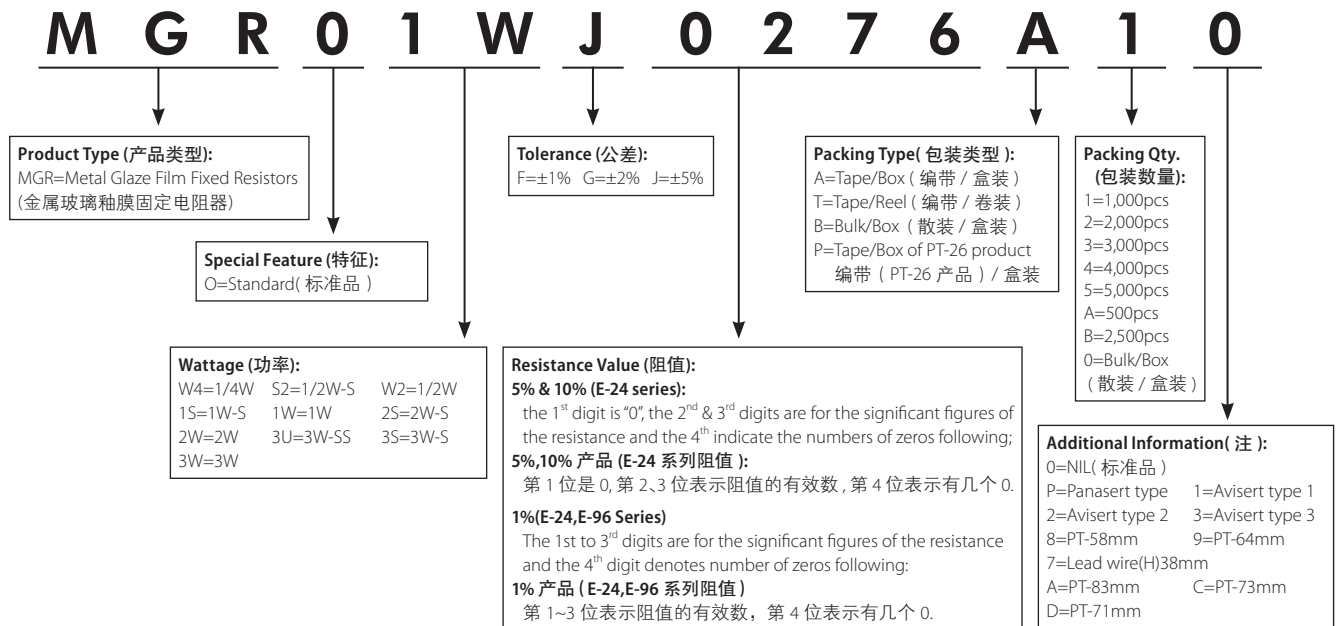 MGR01WJ0276A10
Product Type (产品类型):
MGR=Metal Glaze Film Fixed Resistors
(金属玻璃釉膜固定电阻器)
Special Feature (特征):
O=Standard( 标准品 )
Wattage (功率):
W4=1/4W S2=1/2W-S W2=1/2W
1S=1W-S 1W=1W 2S=2W-S
2W=2W 3U=3W-SS 3S=3W-S
3W=3W
Tolerance (公差):
F=±1% G=±2% J=±5%
Resistance Value (阻值):
5% & 10% (E-24 series):
the 1st digit is "0", the 2nd & 3rd digits are for the significant figures of
the resistance and the 4th indicate the numbers of zeros following;
5%,10% 产品 (E-24 系列阻值 ):
第 1 位是 0, 第 2、3 位表示阻值的有效数 , 第 4 位表示有几个 0.
1%(E-24,E-96 Series)
The 1st to 3rd digits are for the significant figures of the resistance
and the 4th digit denotes number of zeros following:
1% 产品 ( E-24,E-96 系列阻值 )
第 1~3 位表示阻值的有效数，第 4 位表示有几个 0.
Packing Type( 包装类型 ):
A=Tape/Box ( 编带 / 盒装 )
T=Tape/Reel ( 编带 / 卷装 )
B=Bulk/Box ( 散装 / 盒装 )
P=Tape/Box of PT-26 product
编带 ( PT-26 产品 ) / 盒装
Packing Qty.
(包装数量):
1=1,000pcs
2=2,000pcs
3=3,000pcs
4=4,000pcs
5=5,000pcs
A=500pcs
B=2,500pcs
0=Bulk/Box
( 散装 / 盒装 )
Additional Information( 注 ):
0=NIL( 标准品 )
P=Panasert type 1=Avisert type 1
2=Avisert type 2 3=Avisert type 3
8=PT-58mm 9=PT-64mm
7=Lead wire(H)38mm
A=PT-83mm C=PT-73mm
D=PT-71mm